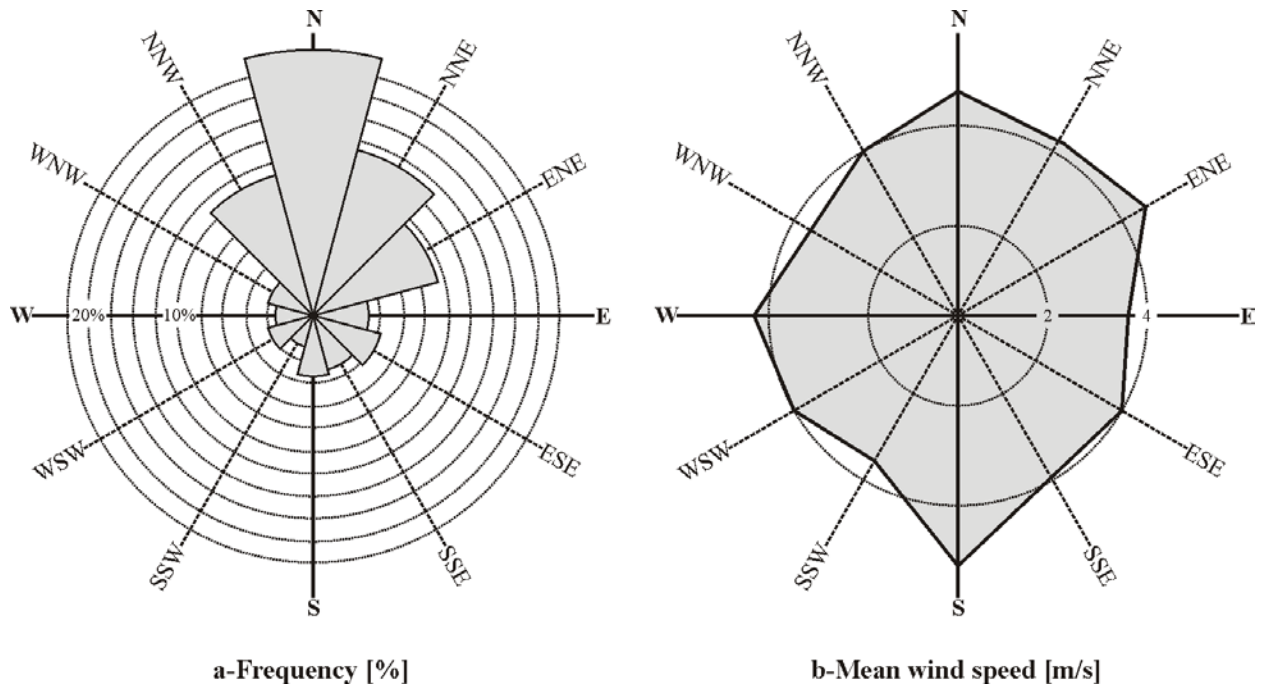 N
NNW
NNE
WNW
ENE
W
20%
10%
E
WSW
ESE
SSW
SSE
S
a-Frequency [%]
N
NNW
NNE
WNW
ENE
W
2
4
E
WSW
ESE
SSW
SSE
S
b-Mean wind speed [m/s]